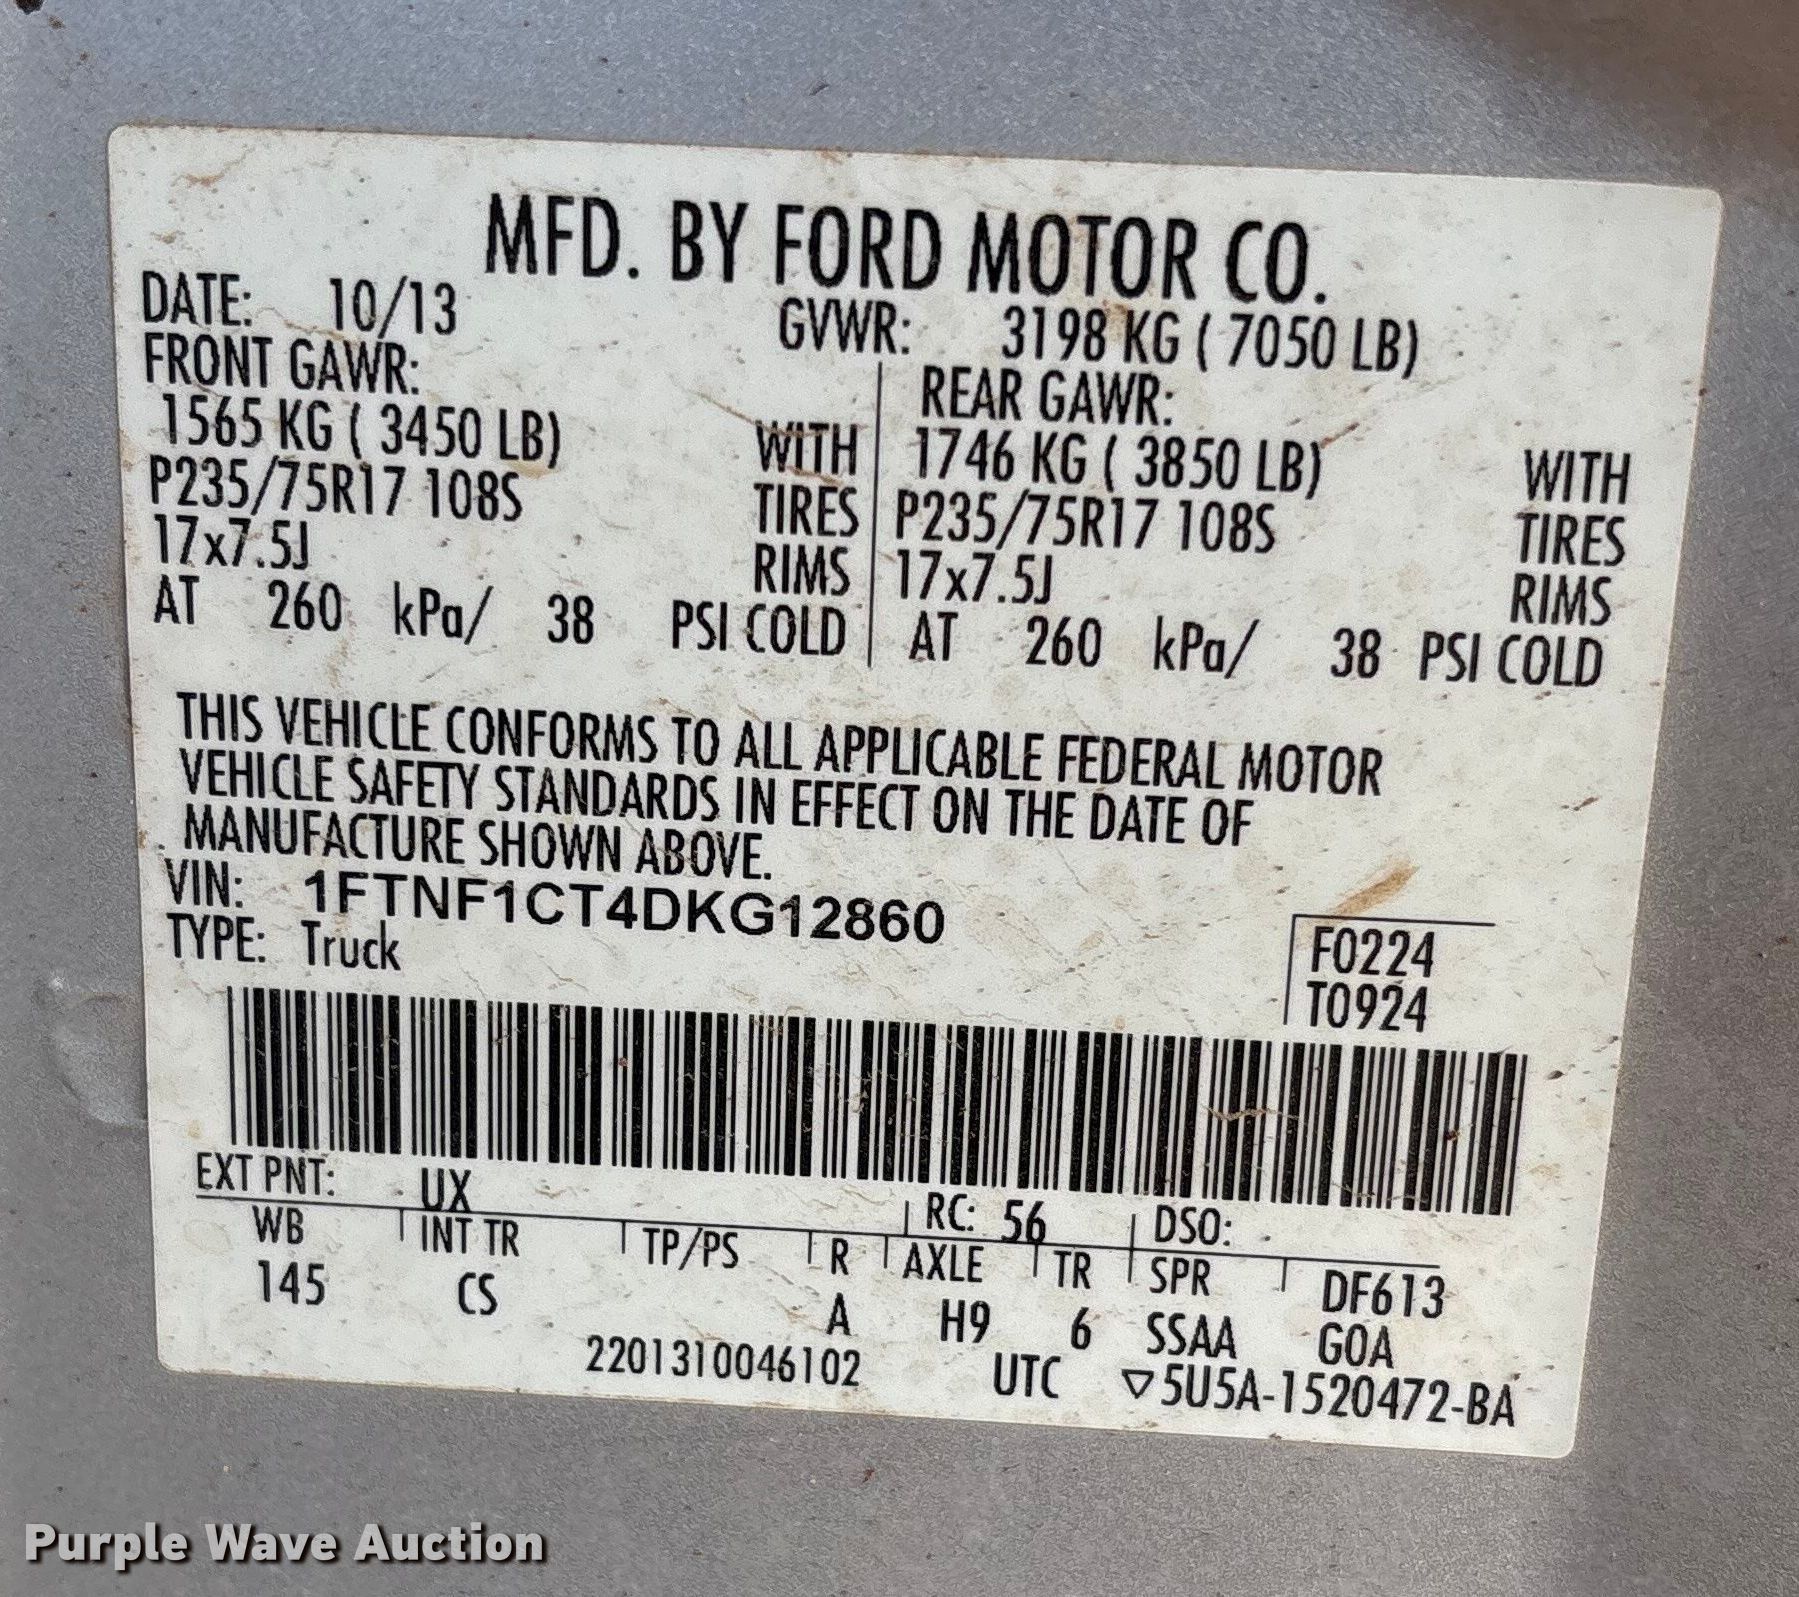 MFD. BY FORD MOTOR CO.
DATE: 10/13 GVWR: 3198 KG ( 7050 LB)
FRONT GAWR: REAR GAWR:
1565 KG ( 3450 LB) WITH 1746 KG ( 3850 LB) WITH
P235/75R17 108S TIRES P235/75R17 108S TIRES
17x7.5J RIMS 17x7.5J RIMS
AT 260 kPa/ 38 PSI COLD AT 260 kPa/ 38 PSI COLD
THIS VEHICLE CONFORMS TO ALL APPLICABLE FEDERAL MOTOR
VEHICLE SAFETY STANDARDS IN EFFECT ON THE DATE OF
MANUFACTURE SHOWN ABOVE.
VIN: 1FTNF1CT4DKG12860
TYPE: Truck
F0224
T0924
EXT PNT: UX RC: 56 DSO:
WB INT TR TP/PS R AXLE TR SPR DF613
145 CS A H9 6 SSAA GOA
2201310046102 UTC ▽5U5A-1520472-BA
Purple Wave Auction